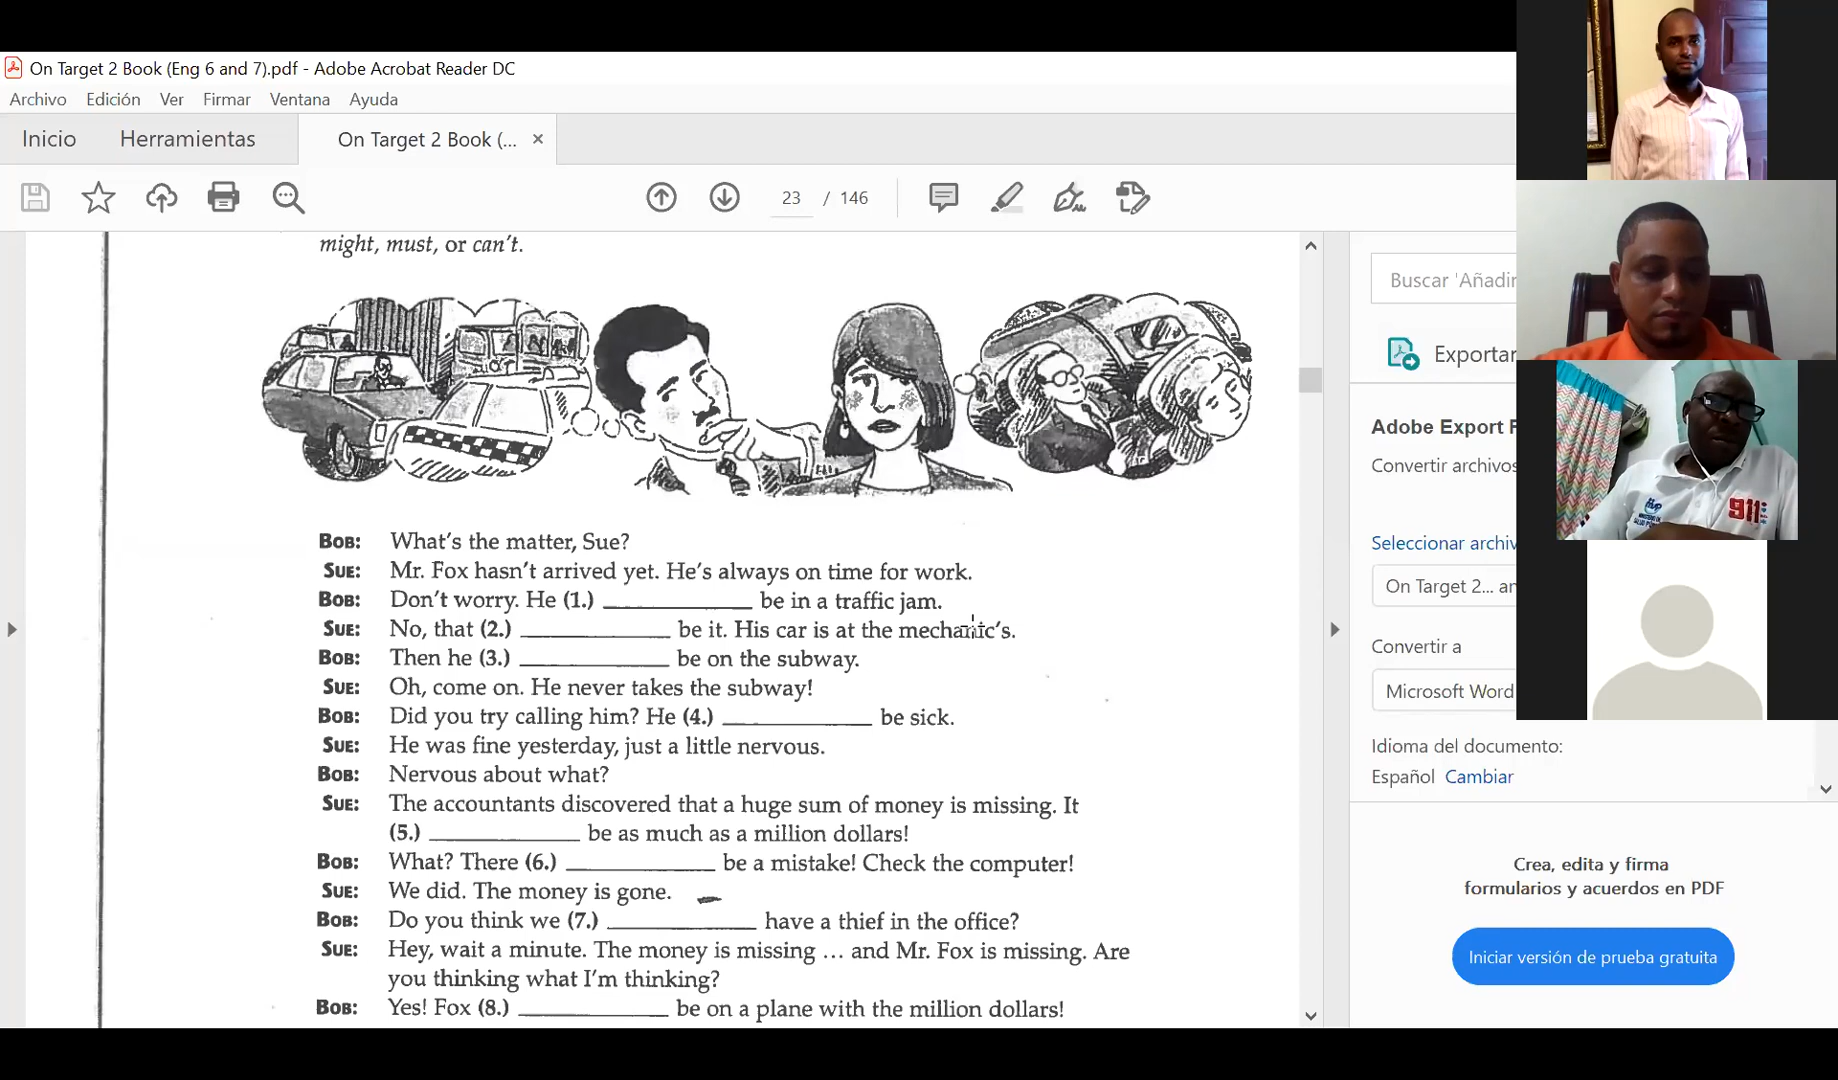 On Target 2 Book (Eng 6 and 7).pdf - Adobe Acrobat Reader DC
Archivo Edición Ver Firmar Ventana Ayuda
Inicio Herramientas On Target 2 Book (... ×
23 / 146
might, must, or can't.
BOB: What's the matter, Sue?
SUE: Mr. Fox hasn't arrived yet. He's always on time for work.
BOB: Don't worry. He (1.) ____________ be in a traffic jam.
SUE: No, that (2.) ____________ be it. His car is at the mechanic's.
BOB: Then he (3.) ____________ be on the subway.
SUE: Oh, come on. He never takes the subway!
BOB: Did you try calling him? He (4.) ____________ be sick.
SUE: He was fine yesterday, just a little nervous.
BOB: Nervous about what?
SUE: The accountants discovered that a huge sum of money is missing. It
(5.) ____________ be as much as a million dollars!
BOB: What? There (6.) ____________ be a mistake! Check the computer!
SUE: We did. The money is gone.
BOB: Do you think we (7.) ____________ have a thief in the office?
SUE: Hey, wait a minute. The money is missing ... and Mr. Fox is missing. Are
you thinking what I'm thinking?
BOB: Yes! Fox (8.) ____________ be on a plane with the million dollars!
Buscar 'Añadir
Exportar
Adobe Export
Convertir archivos
Seleccionar archiv
On Target 2... an
Convertir a
Microsoft Word
Idioma del documento:
Español Cambiar
Crea, edita y firma
formularios y acuerdos en PDF
Iniciar versión de prueba gratuita
911